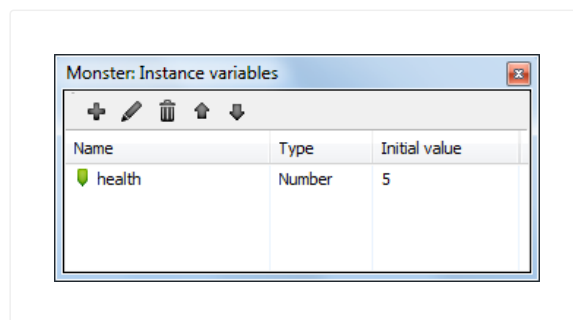 Monster: Instance variables
Name Type Initial value
health Number 5